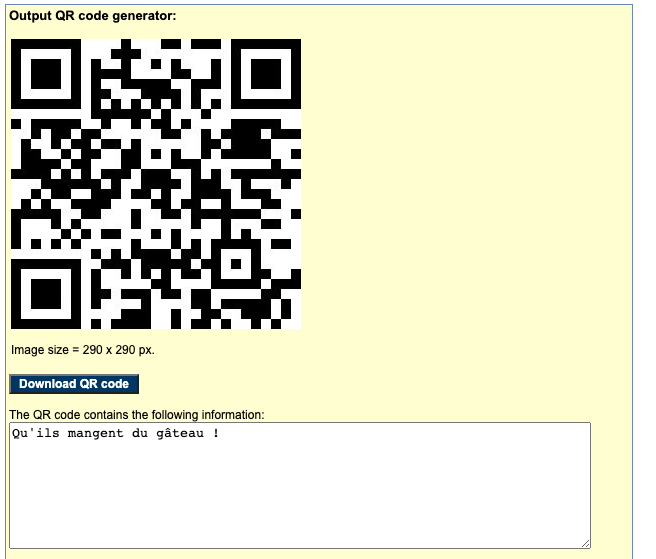 Output QR code generator:
Image size = 290 x 290 px.
Download QR code
The QR code contains the following information:
Qu'ils mangent du gâteau !